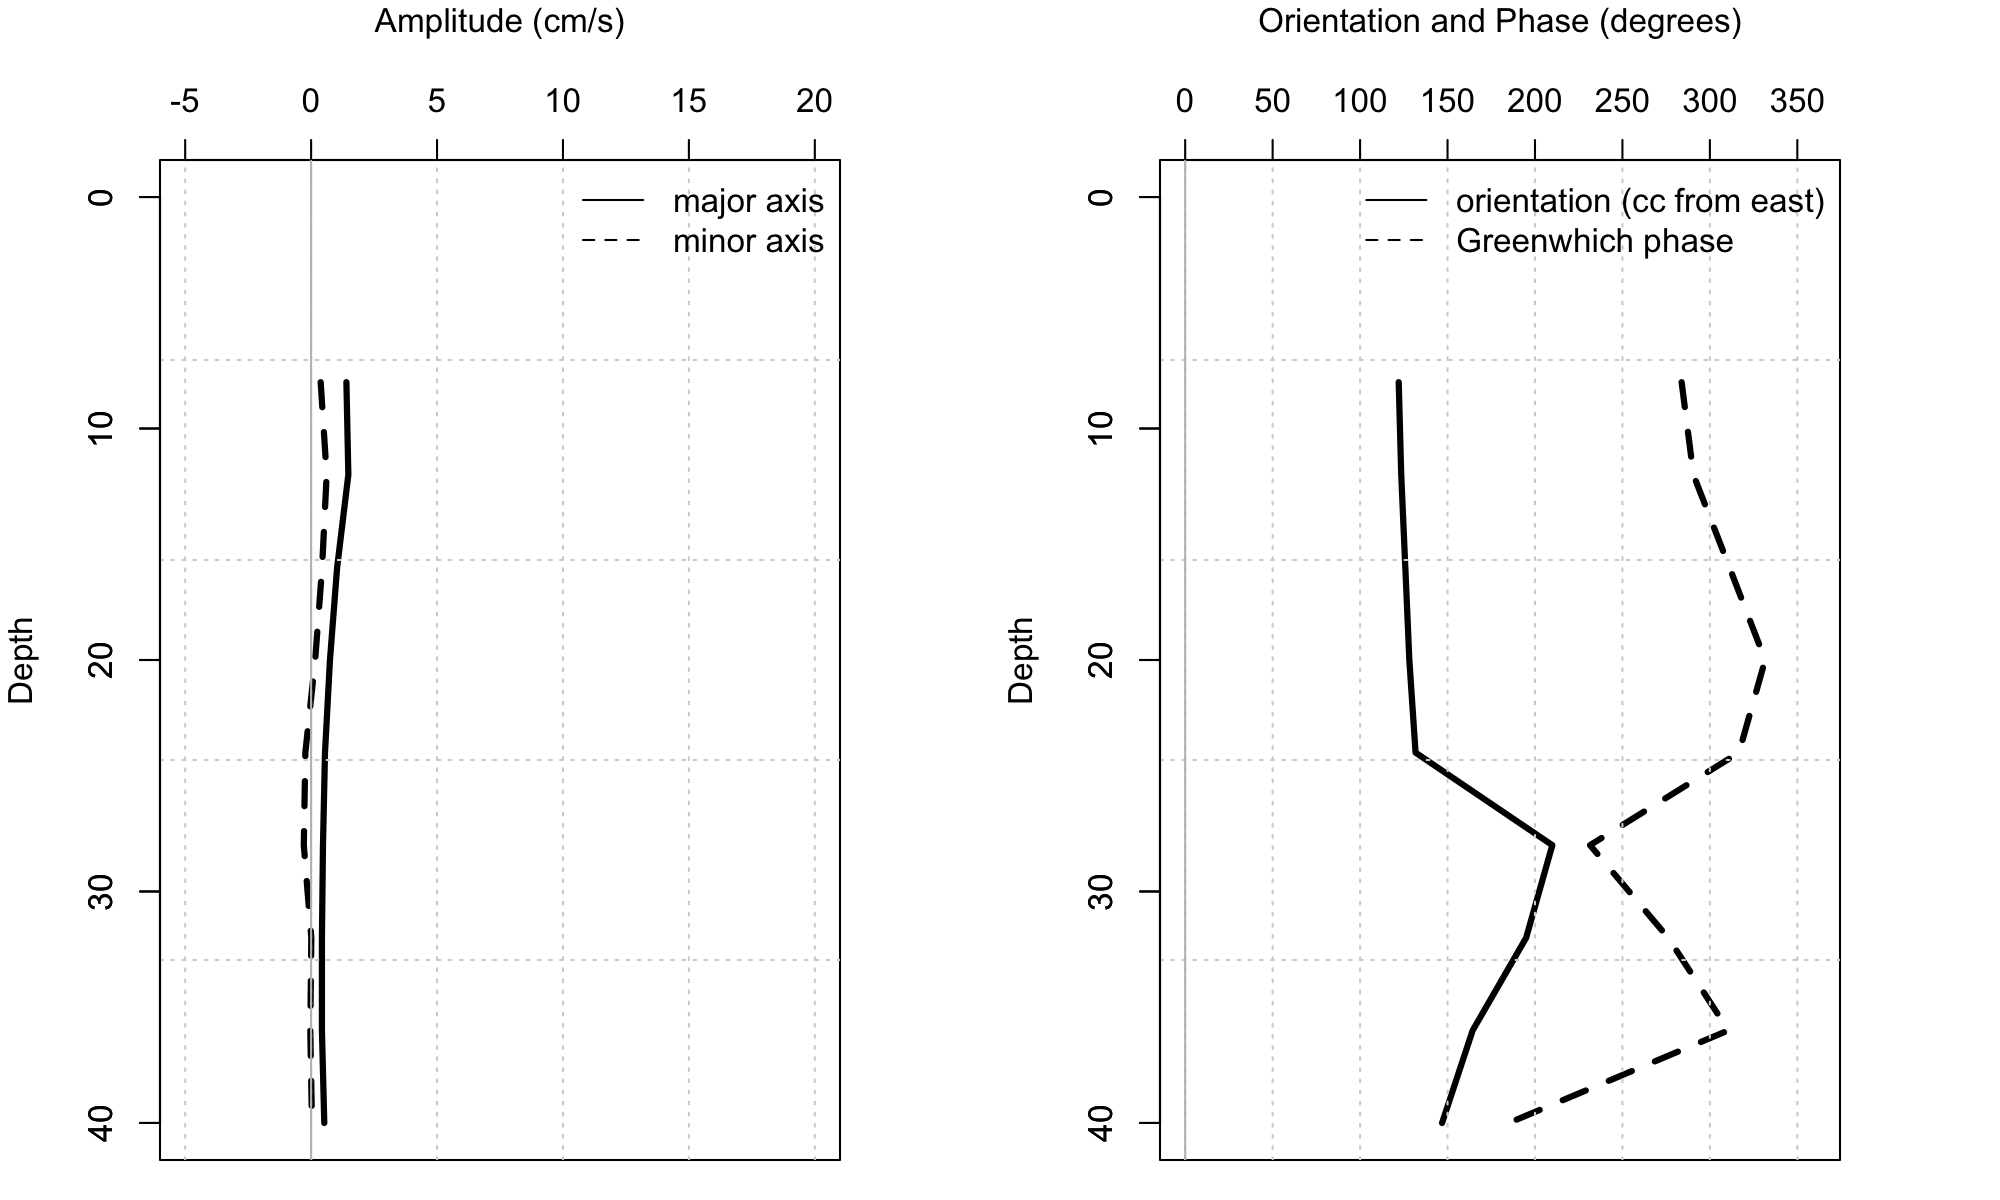 Amplitude (cm/s)
-5 0 5 10 15 20
major axis
minor axis
Depth
0
10
20
30
40
Orientation and Phase (degrees)
0 50 100 150 200 250 300 350
orientation (cc from east)
Greenwhich phase
Depth
0
10
20
30
40